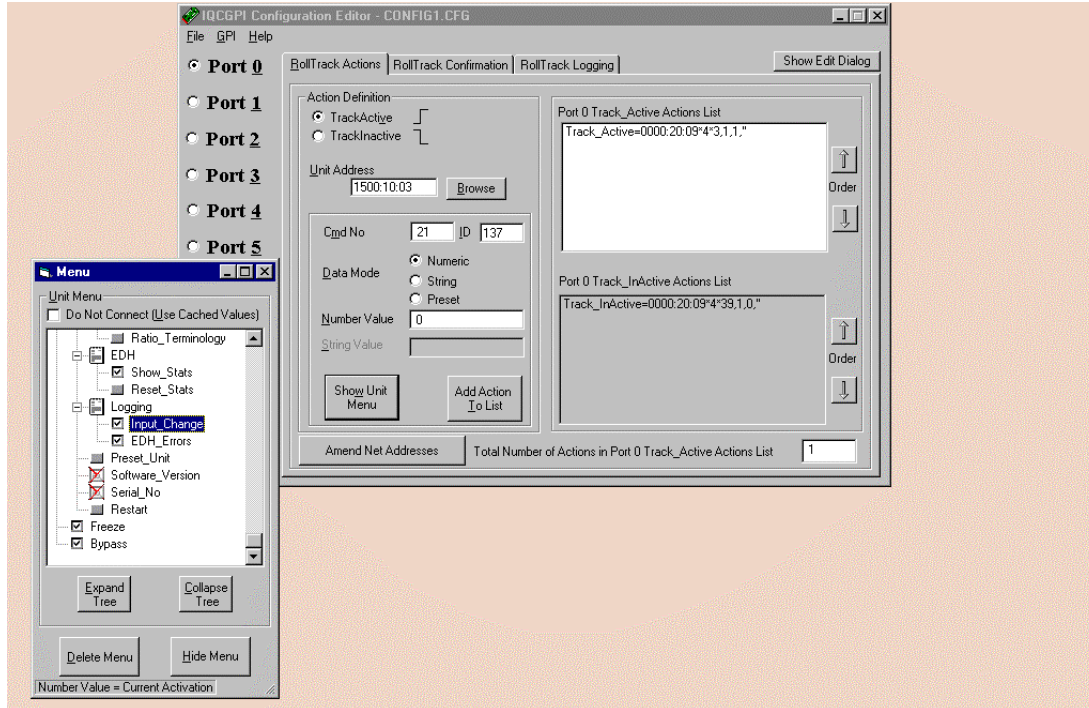 IQCGPI Configuration Editor - CONFIG1.CFG
File GPI Help
Port 0
Port 1
Port 2
Port 3
Port 4
Port 5
RollTrack Actions
RollTrack Confirmation
RollTrack Logging
Show Edit Dialog
Action Definition
TrackActive
TrackInactive
Unit Address
1500:10:03
Browse
Cmd No 21 ID 137
Data Mode
Numeric
String
Preset
Number Value 0
String Value
Show Unit
Menu
Add Action
To List
Port 0 Track_Active Actions List
Track_Active=0000:20:09*4*3,1,1,"
Order
Port 0 Track_InActive Actions List
Track_InActive=0000:20:09*4*39,1,0,"
Order
Amend Net Addresses
Total Number of Actions in Port 0 Track_Active Actions List 1
Menu
Unit Menu
Do Not Connect (Use Cached Values)
Ratio_Terminology
EDH
Show_Stats
Reset_Stats
Logging
Input_Change
EDH_Errors
Preset_Unit
Software_Version
Serial_No
Restart
Freeze
Bypass
Expand
Tree
Collapse
Tree
Delete Menu
Hide Menu
Number Value = Current Activation